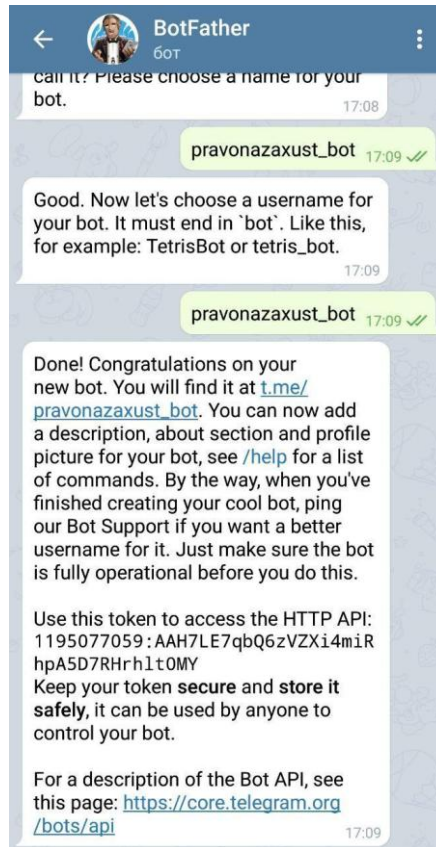 BotFather
бот
call it? Please choose a name for your
bot.
17:08
pravonazaxust_bot 17:09
Good. Now let's choose a username for
your bot. It must end in `bot`. Like this,
for example: TetrisBot or tetris_bot.
17:09
pravonazaxust_bot 17:09
Done! Congratulations on your
new bot. You will find it at t.me/
pravonazaxust_bot. You can now add
a description, about section and profile
picture for your bot, see /help for a list
of commands. By the way, when you've
finished creating your cool bot, ping
our Bot Support if you want a better
username for it. Just make sure the bot
is fully operational before you do this.
Use this token to access the HTTP API:
1195077059:AAH7LE7qbQ6zVZXi4miR
hpA5D7RHrhltOMY
Keep your token secure and store it
safely, it can be used by anyone to
control your bot.
For a description of the Bot API, see
this page: https://core.telegram.org
/bots/api
17:09